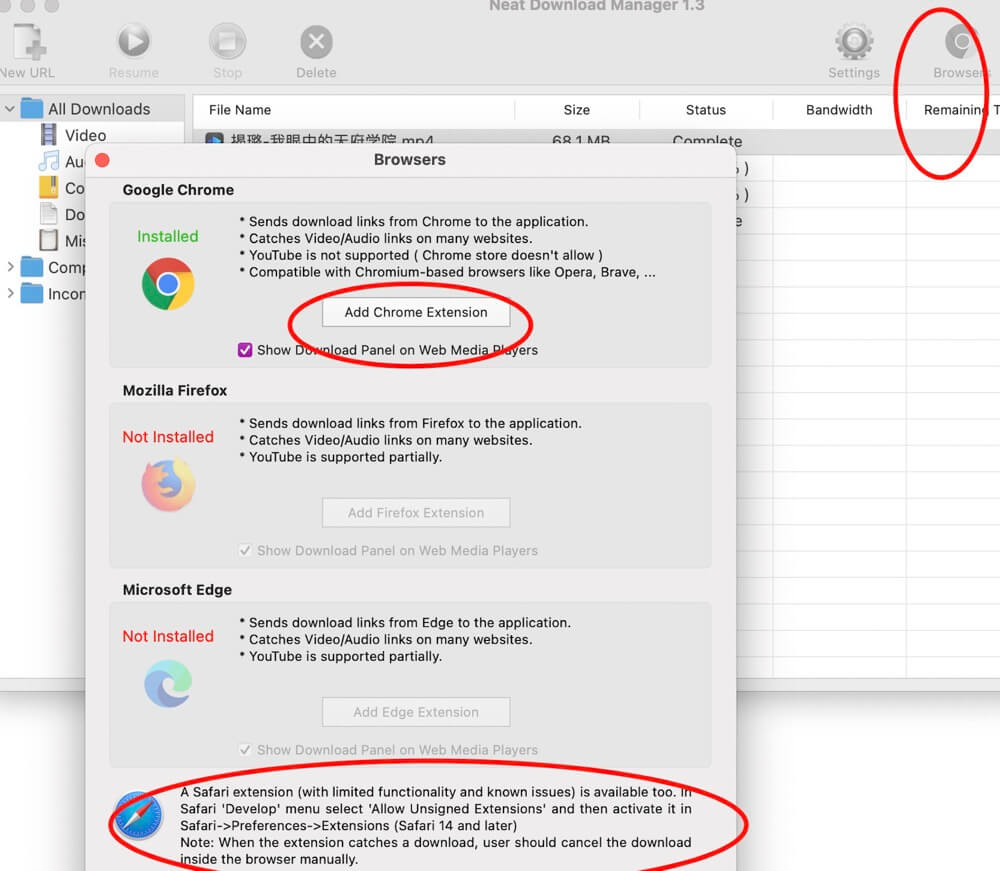 Neat Download Manager 1.3
New URL
Resume
Stop
Delete
Settings
Browsers
All Downloads
Video
Au
Co
Do
Mis
Comp
Incon
File Name
Size
Status
Bandwidth
Remaining T
揭璐-我眼中的天府学院.mp4
68.1 MB
Complete
Browsers
Google Chrome
Installed
* Sends download links from Chrome to the application.
* Catches Video/Audio links on many websites.
* YouTube is not supported ( Chrome store doesn't allow )
* Compatible with Chromium-based browsers like Opera, Brave, ...
Add Chrome Extension
Show Download Panel on Web Media Players
Mozilla Firefox
Not Installed
* Sends download links from Firefox to the application.
* Catches Video/Audio links on many websites.
* YouTube is supported partially.
Add Firefox Extension
Show Download Panel on Web Media Players
Microsoft Edge
Not Installed
* Sends download links from Edge to the application.
* Catches Video/Audio links on many websites.
* YouTube is supported partially.
Add Edge Extension
Show Download Panel on Web Media Players
A Safari extension (with limited functionality and known issues) is available too. In
Safari 'Develop' menu select 'Allow Unsigned Extensions' and then activate it in
Safari->Preferences->Extensions (Safari 14 and later)
Note: When the extension catches a download, user should cancel the download
inside the browser manually.